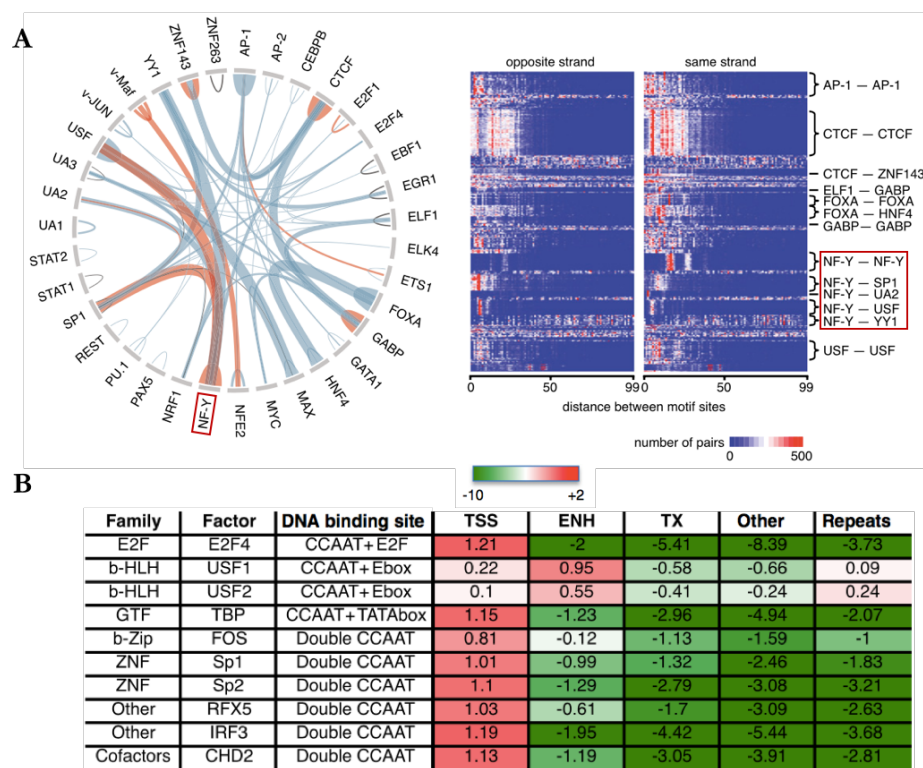 A
AP-1
AP-2
CEBPB
CTCF
E2F1
E2F4
EBF1
EGR1
ELF1
ELK4
ETS1
FOXA
GABP
GATA1
HNF4
MAX
MYC
NFE2
NF-Y
NRF1
PAX5
PU.1
REST
SP1
STAT1
STAT2
UA1
UA2
UA3
USF
v-JUN
v-Maf
YY1
ZNF143
ZNF263
opposite strand same strand
AP-1 — AP-1
CTCF — CTCF
CTCF — ZNF143
ELF1 — GABP
FOXA — FOXA
FOXA — HNF4
GABP — GABP
NF-Y — NF-Y
NF-Y — SP1
NF-Y — UA2
NF-Y — USF
NF-Y — YY1
USF — USF
0 50 99 0 50 99
distance between motif sites
number of pairs
0 500
B
-10 +2
Family Factor DNA binding site TSS ENH TX Other Repeats
E2F E2F4 CCAAT+E2F 1.21 -2 -5.41 -8.39 -3.73
b-HLH USF1 CCAAT+Ebox 0.22 0.95 -0.58 -0.66 0.09
b-HLH USF2 CCAAT+Ebox 0.1 0.55 -0.41 -0.24 0.24
GTF TBP CCAAT+TATAbox 1.15 -1.23 -2.96 -4.94 -2.07
b-Zip FOS Double CCAAT 0.81 -0.12 -1.13 -1.59 -1
ZNF Sp1 Double CCAAT 1.01 -0.99 -1.32 -2.46 -1.83
ZNF Sp2 Double CCAAT 1.1 -1.29 -2.79 -3.08 -3.21
Other RFX5 Double CCAAT 1.03 -0.61 -1.7 -3.09 -2.63
Other IRF3 Double CCAAT 1.19 -1.95 -4.42 -5.44 -3.68
Cofactors CHD2 Double CCAAT 1.13 -1.19 -3.05 -3.91 -2.81